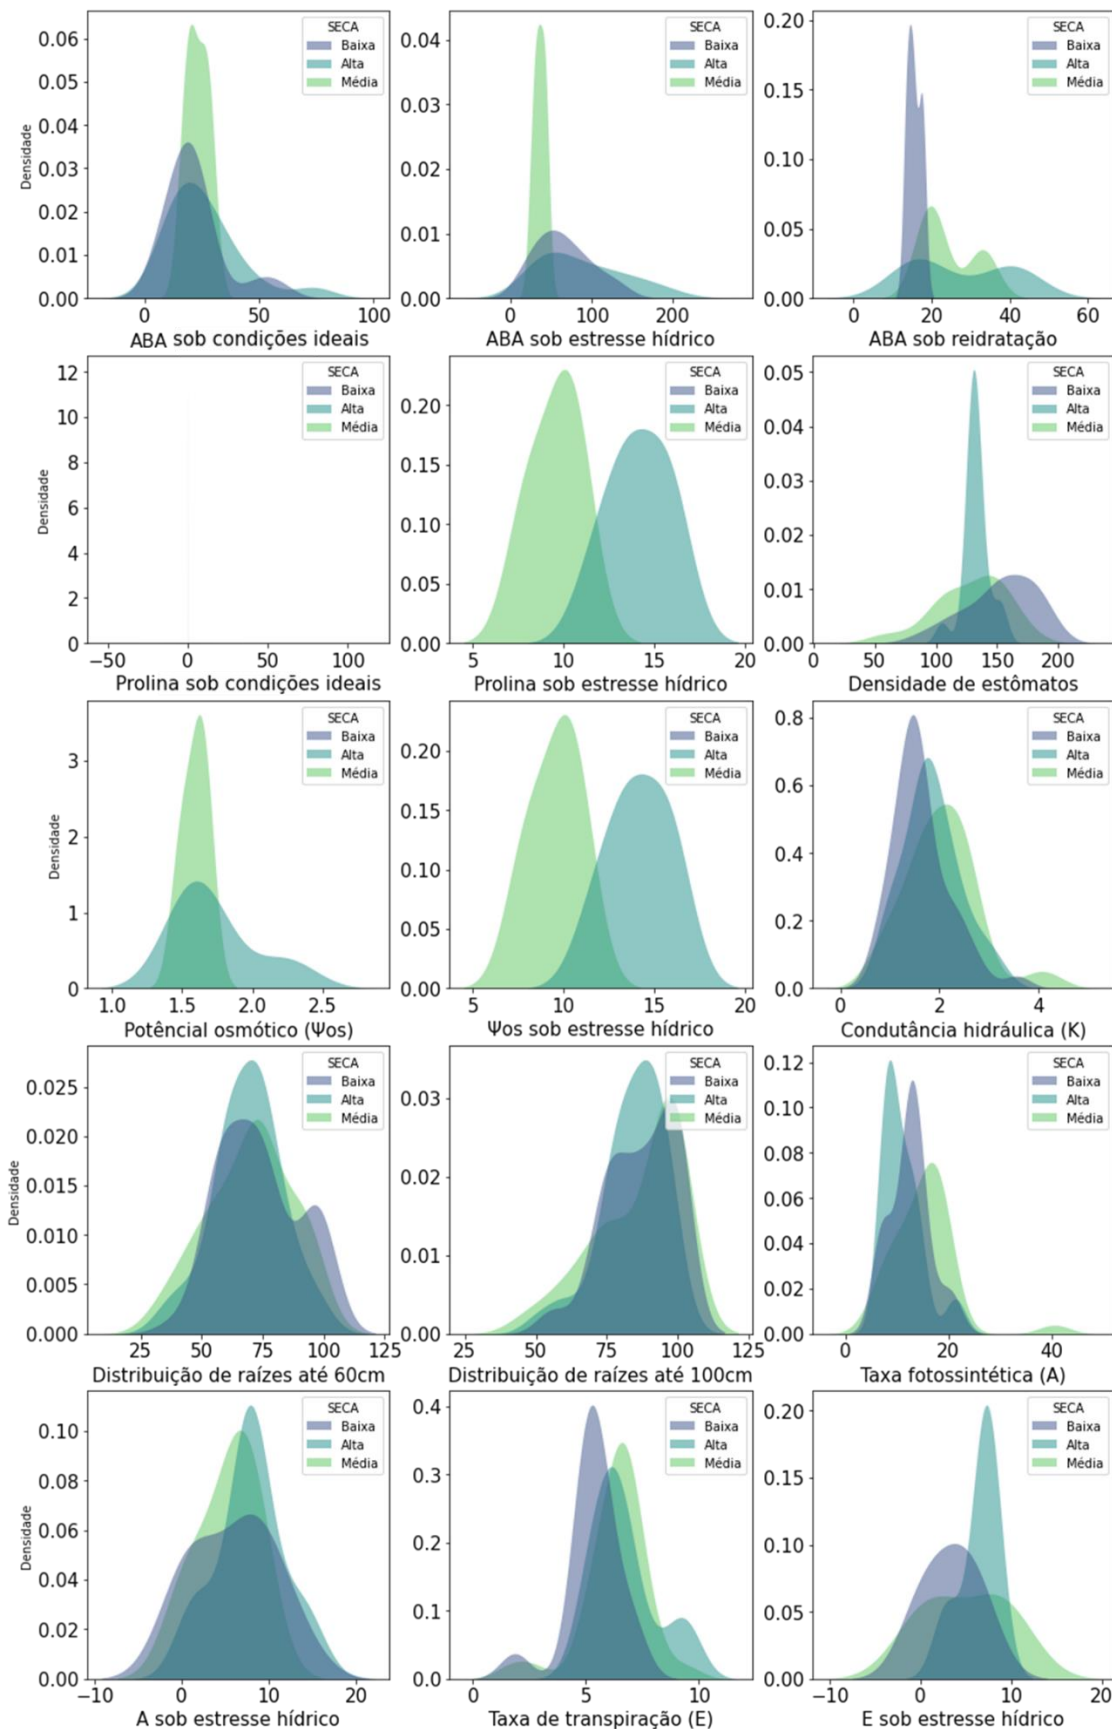 SECA
Baixa
Alta
Média
0.06
0.05
0.04
0.03
0.02
0.01
0.00
Densidade
0 50 100
ABA sob condições ideais
SECA
Baixa
Alta
Média
0.04
0.03
0.02
0.01
0.00
0 100 200
ABA sob estresse hídrico
SECA
Baixa
Alta
Média
0.20
0.15
0.10
0.05
0.00
0 20 40 60
ABA sob reidratação
SECA
Baixa
Alta
Média
12
10
8
6
4
2
0
Densidade
−50 0 50 100
Prolina sob condições ideais
SECA
Baixa
Alta
Média
0.20
0.15
0.10
0.05
0.00
5 10 15 20
Prolina sob estresse hídrico
SECA
Baixa
Alta
Média
0.05
0.04
0.03
0.02
0.01
0.00
0 50 100 150 200
Densidade de estômatos
SECA
Baixa
Alta
Média
3
2
1
0
Densidade
1.0 1.5 2.0 2.5
Potêncial osmótico (Ψos)
SECA
Baixa
Alta
Média
0.20
0.15
0.10
0.05
0.00
5 10 15 20
Ψos sob estresse hídrico
SECA
Baixa
Alta
Média
0.8
0.6
0.4
0.2
0.0
0 2 4
Condutância hidráulica (K)
SECA
Baixa
Alta
Média
0.025
0.020
0.015
0.010
0.005
0.000
Densidade
25 50 75 100 125
Distribuição de raízes até 60cm
SECA
Baixa
Alta
Média
0.03
0.02
0.01
0.00
25 50 75 100 125
Distribuição de raízes até 100cm
SECA
Baixa
Alta
Média
0.12
0.10
0.08
0.06
0.04
0.02
0.00
0 20 40
Taxa fotossintética (A)
SECA
Baixa
Alta
Média
0.10
0.08
0.06
0.04
0.02
0.00
Densidade
−10 0 10 20
A sob estresse hídrico
SECA
Baixa
Alta
Média
0.4
0.3
0.2
0.1
0.0
0 5 10
Taxa de transpiração (E)
SECA
Baixa
Alta
Média
0.20
0.15
0.10
0.05
0.00
−10 0 10 20
E sob estresse hídrico